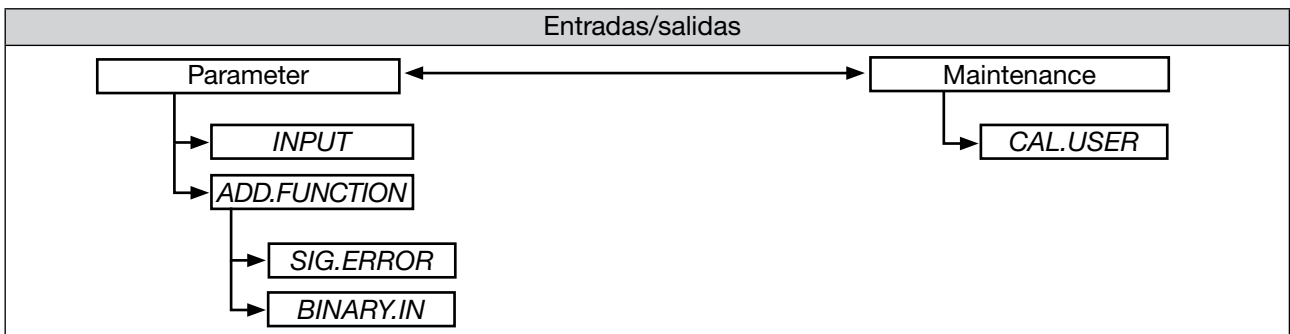 Entradas/salidas
Parameter
Maintenance
INPUT
CAL.USER
ADD.FUNCTION
SIG.ERROR
BINARY.IN